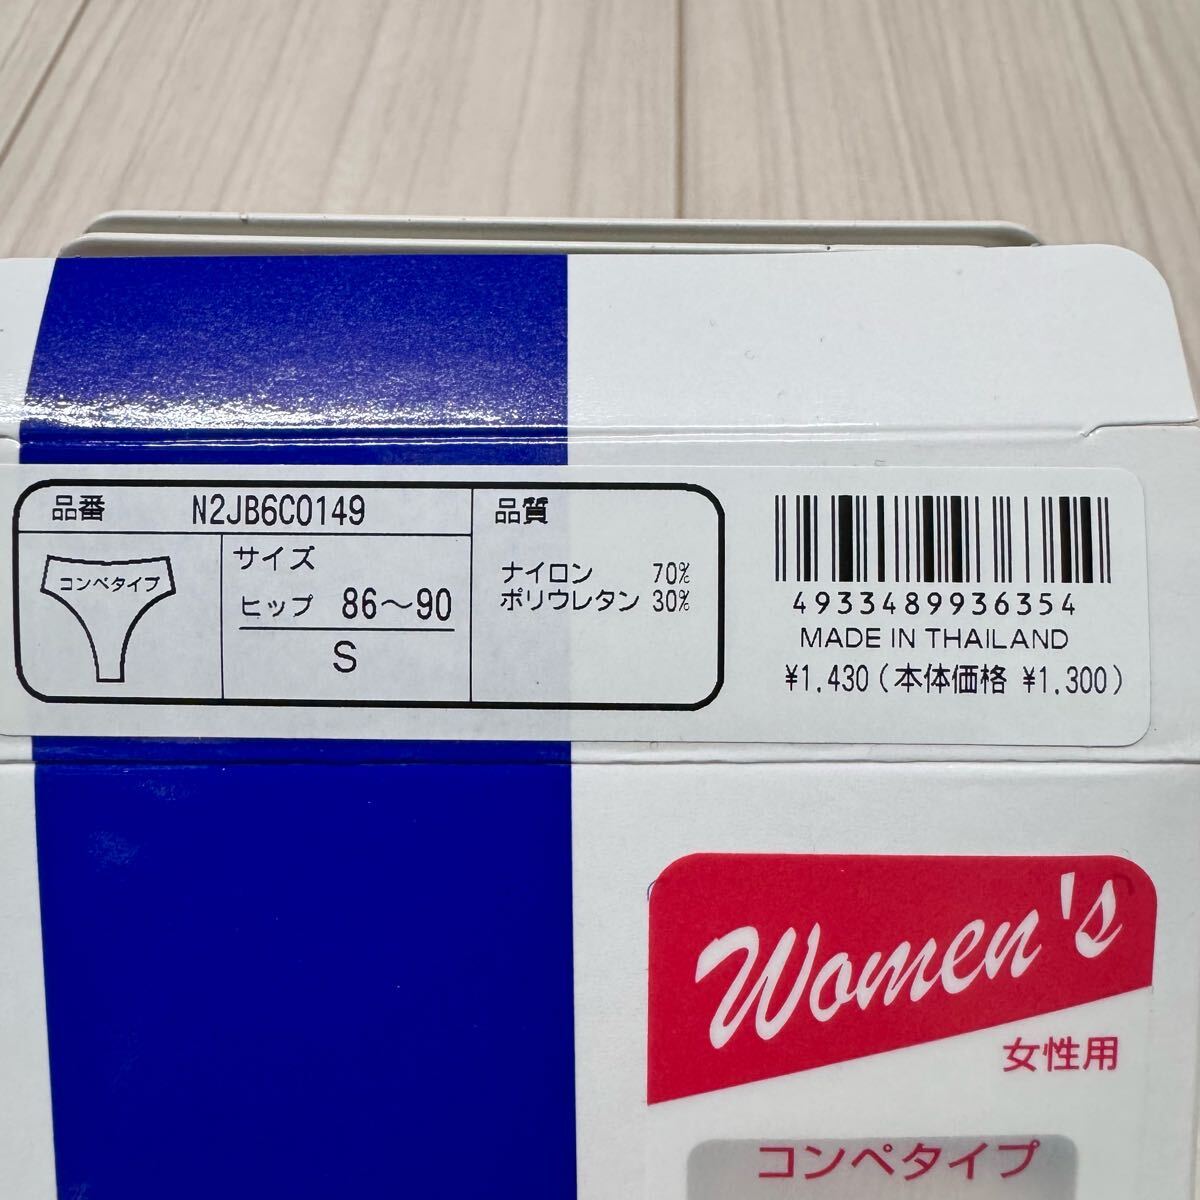 品番 N2JB6C0149
コンペタイプ
サイズ
ヒップ 86〜90
S
品質
ナイロン 70%
ポリウレタン 30%
4933489936354
MADE IN THAILAND
¥1,430(本体価格 ¥1,300)
Women's
女性用
コンペタイプ